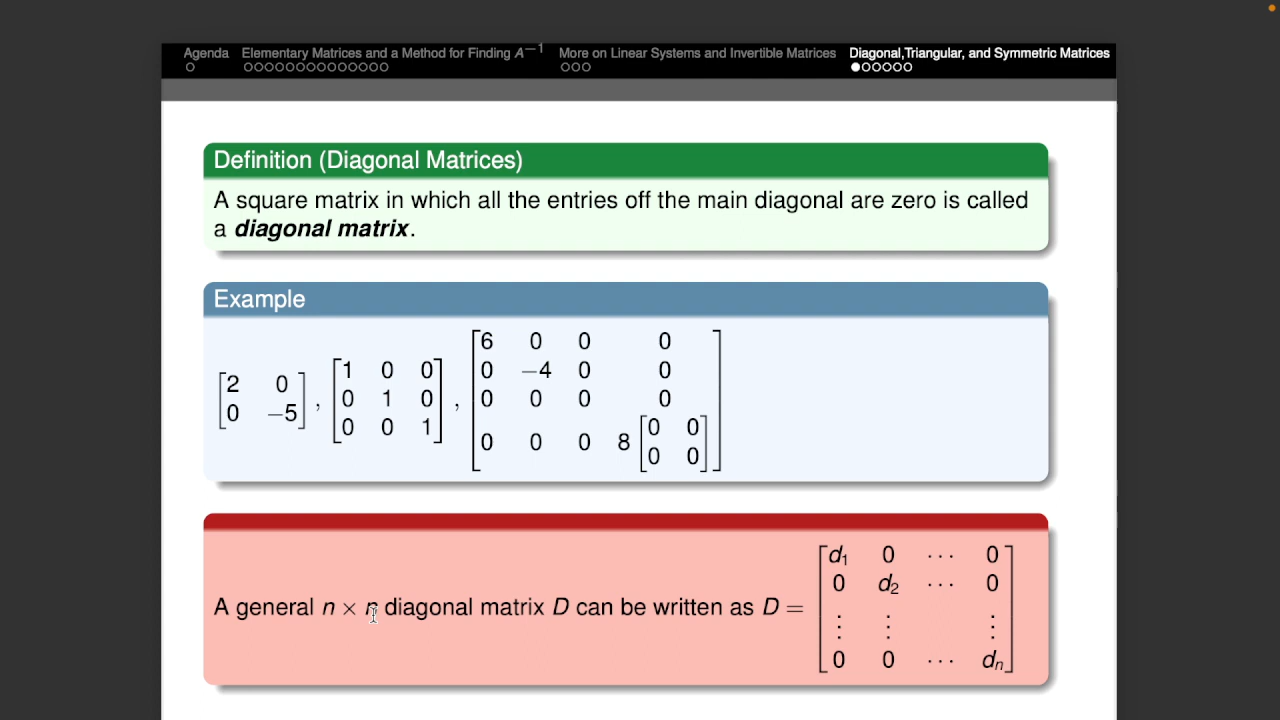 Agenda Elementary Matrices and a Method for Finding A⁻¹ More on Linear Systems and Invertible Matrices Diagonal,Triangular, and Symmetric Matrices
Definition (Diagonal Matrices)
A square matrix in which all the entries off the main diagonal are zero is called
a diagonal matrix.
Example
[2 0
0 −5],
[1 0 0
0 1 0
0 0 1],
[6 0 0 0
0 −4 0 0
0 0 0 0
0 0 0 8 [0 0
0 0]]
A general n × n diagonal matrix D can be written as D =
[d₁ 0 ⋯ 0
0 d₂ ⋯ 0
⋮ ⋮ ⋮
0 0 ⋯ dₙ]